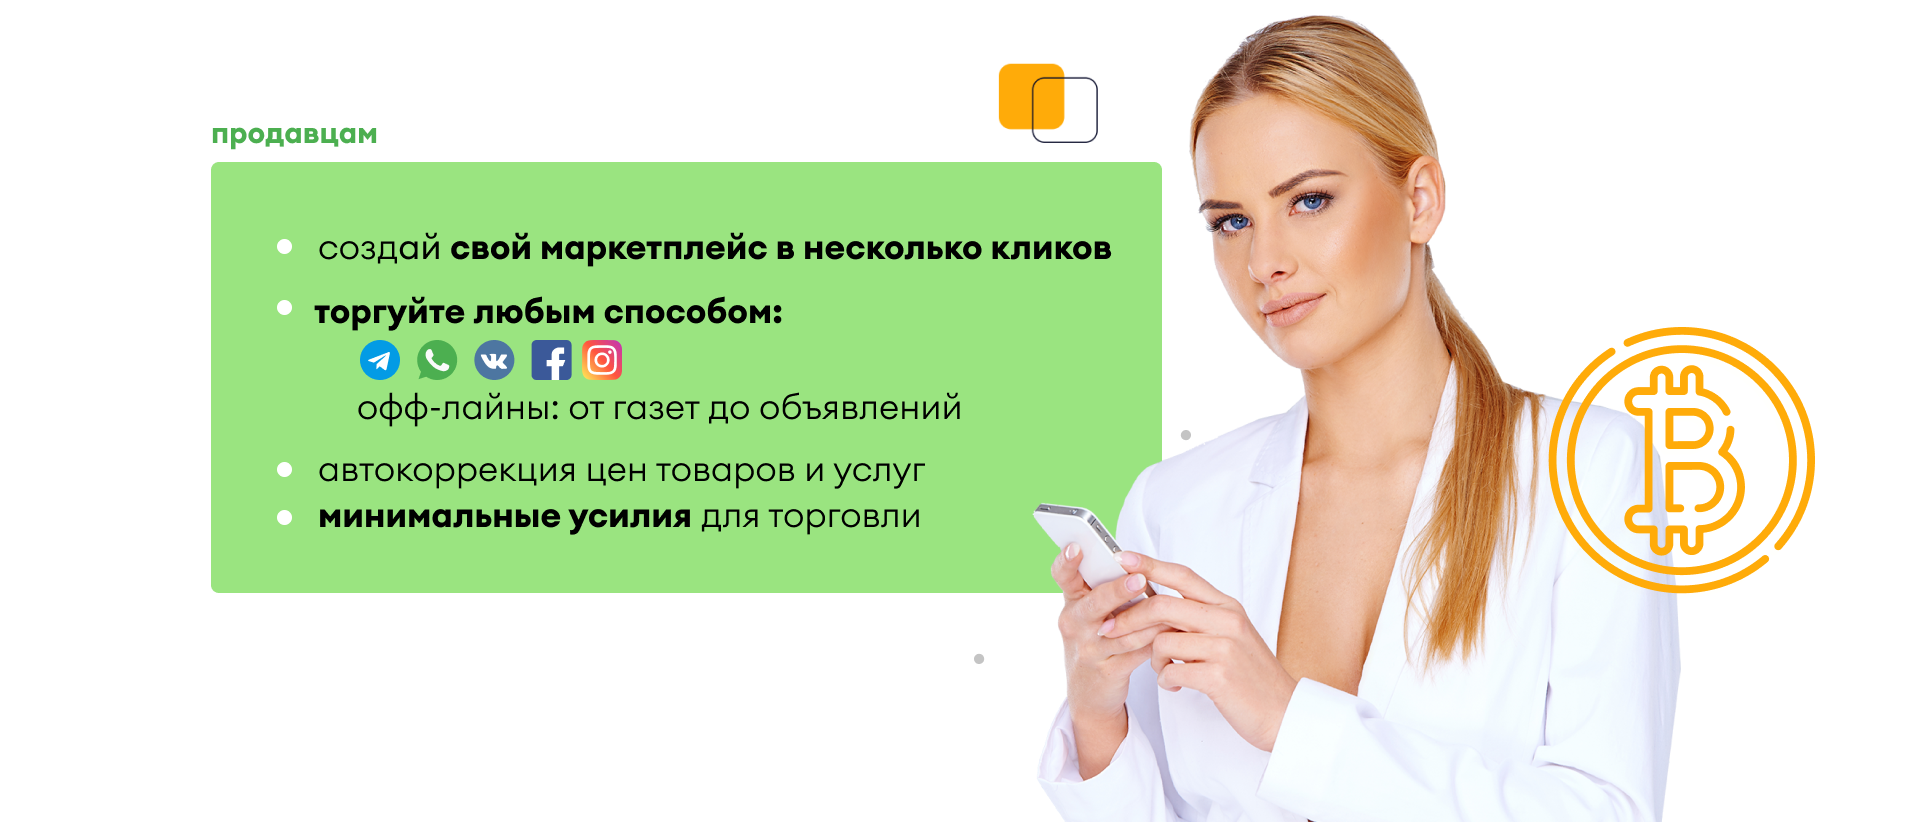 продавцам
создай свой маркетплейс в несколько кликов
торгуйте любым способом:
офф-лайны: от газет до объявлений
автокоррекция цен товаров и услуг
минимальные усилия для торговли